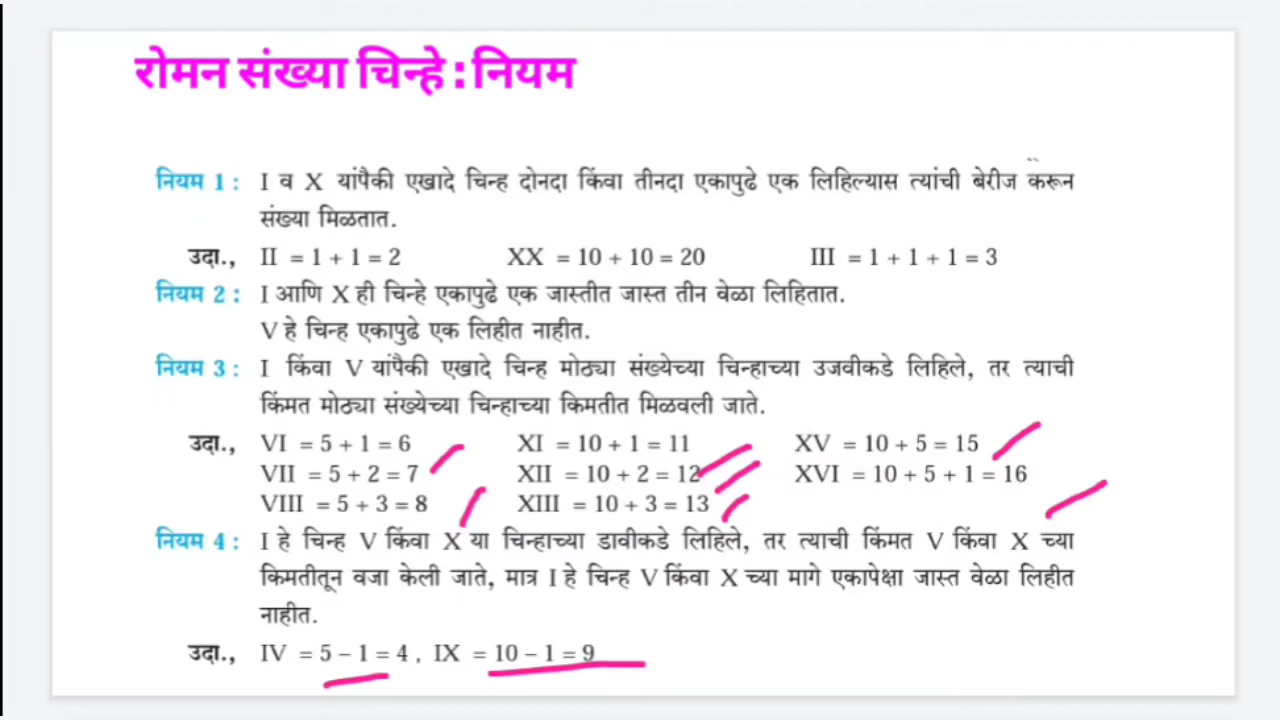 रोमन संख्या चिन्हे : नियम
नियम 1 : I व X यांपैकी एखादे चिन्ह दोनदा किंवा तीनदा एकापुढे एक लिहिल्यास त्यांची बेरीज करून
संख्या मिळतात.
उदा., II = 1 + 1 = 2 XX = 10 + 10 = 20 III = 1 + 1 + 1 = 3
नियम 2 : I आणि X ही चिन्हे एकापुढे एक जास्तीत जास्त तीन वेळा लिहितात.
V हे चिन्ह एकापुढे एक लिहीत नाहीत.
नियम 3 : I किंवा V यांपैकी एखादे चिन्ह मोठ्या संख्येच्या चिन्हाच्या उजवीकडे लिहिले, तर त्याची
किंमत मोठ्या संख्येच्या चिन्हाच्या किमतीत मिळवली जाते.
उदा., VI = 5 + 1 = 6 XI = 10 + 1 = 11 XV = 10 + 5 = 15
VII = 5 + 2 = 7 XII = 10 + 2 = 12 XVI = 10 + 5 + 1 = 16
VIII = 5 + 3 = 8 XIII = 10 + 3 = 13
नियम 4 : I हे चिन्ह V किंवा X या चिन्हाच्या डावीकडे लिहिले, तर त्याची किंमत V किंवा X च्या
किमतीतून वजा केली जाते, मात्र I हे चिन्ह V किंवा X च्या मागे एकापेक्षा जास्त वेळा लिहीत
नाहीत.
उदा., IV = 5 – 1 = 4 , IX = 10 – 1 = 9